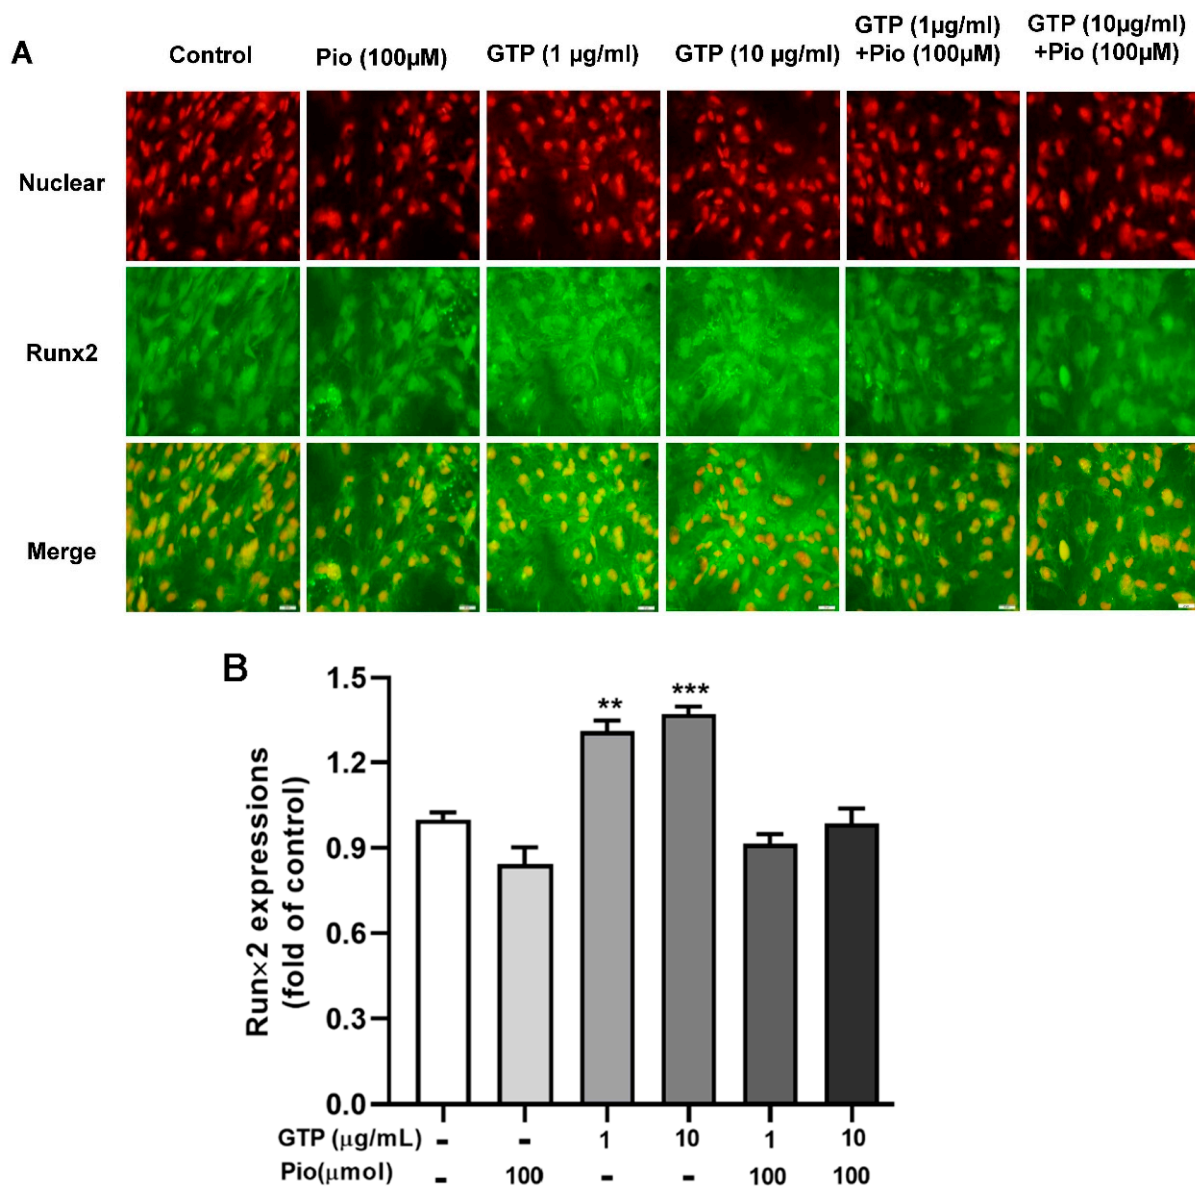 A
Control
Pio (100μM)
GTP (1 μg/ml)
GTP (10 μg/ml)
GTP (1μg/ml)
+Pio (100μM)
GTP (10μg/ml)
+Pio (100μM)
Nuclear
Runx2
Merge
B
Run×2 expressions
(fold of control)
1.5
1.2
0.9
0.6
0.3
0.0
**
***
GTP (μg/mL) - - 1 10 1 10
Pio(μmol) - 100 - - 100 100